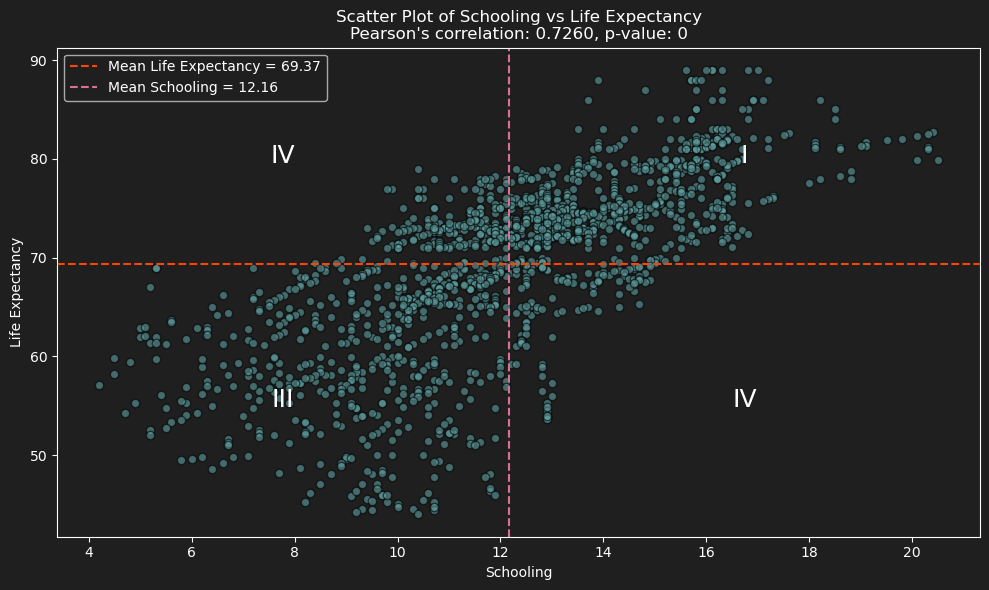 Scatter Plot of Schooling vs Life Expectancy
Pearson's correlation: 0.7260, p-value: 0
Mean Life Expectancy = 69.37
Mean Schooling = 12.16
IV
I
III
IV
Life Expectancy
90
80
70
60
50
4 6 8 10 12 14 16 18 20
Schooling